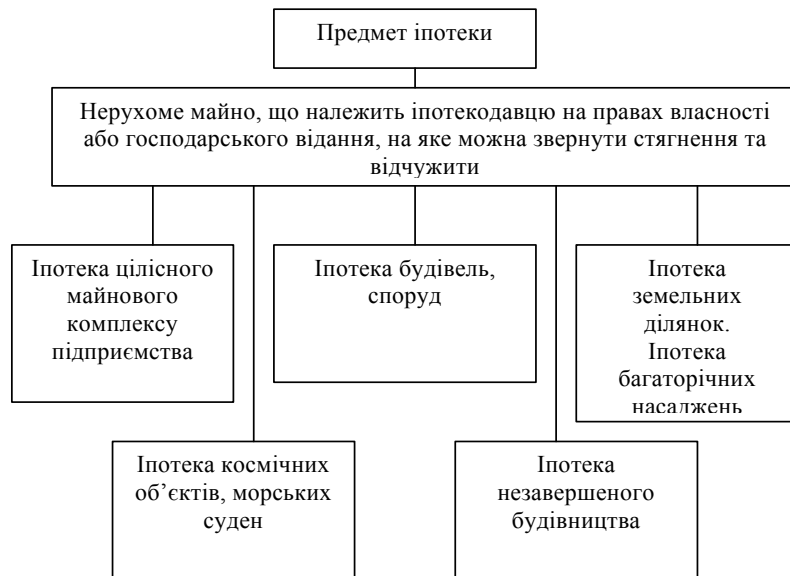 Предмет іпотеки
Нерухоме майно, що належить іпотекодавцю на правах власності
або господарського відання, на яке можна звернути стягнення та
відчужити
Іпотека цілісного
майнового
комплексу
підприємства
Іпотека будівель,
споруд
Іпотека
земельних
ділянок.
Іпотека
багаторічних
насаджень
Іпотека космічних
об’єктів, морських
суден
Іпотека
незавершеного
будівництва